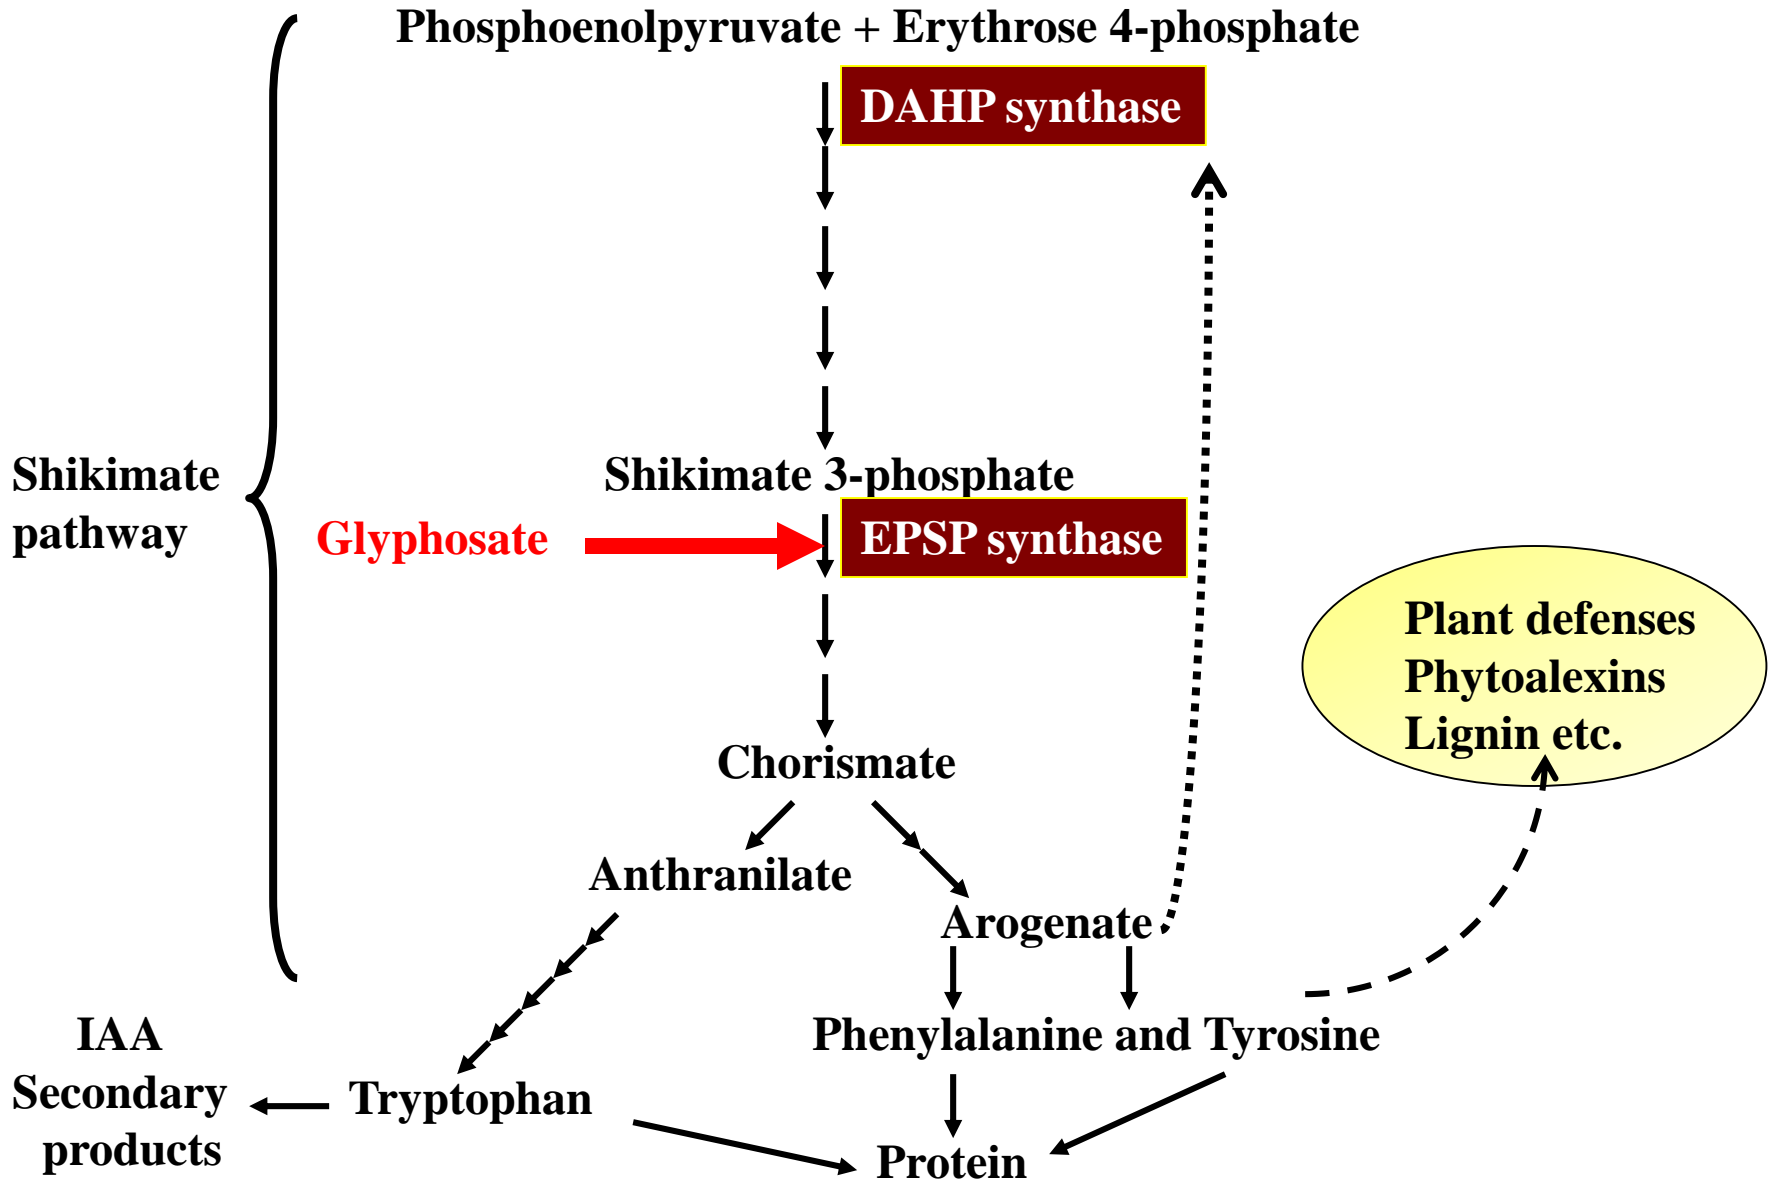 Phosphoenolpyruvate + Erythrose 4-phosphate
DAHP synthase
Shikimate
pathway
Shikimate 3-phosphate
Glyphosate
EPSP synthase
Plant defenses
Phytoalexins
Lignin etc.
Chorismate
Anthranilate
Arogenate
IAA
Secondary
products
Phenylalanine and Tyrosine
Tryptophan
Protein